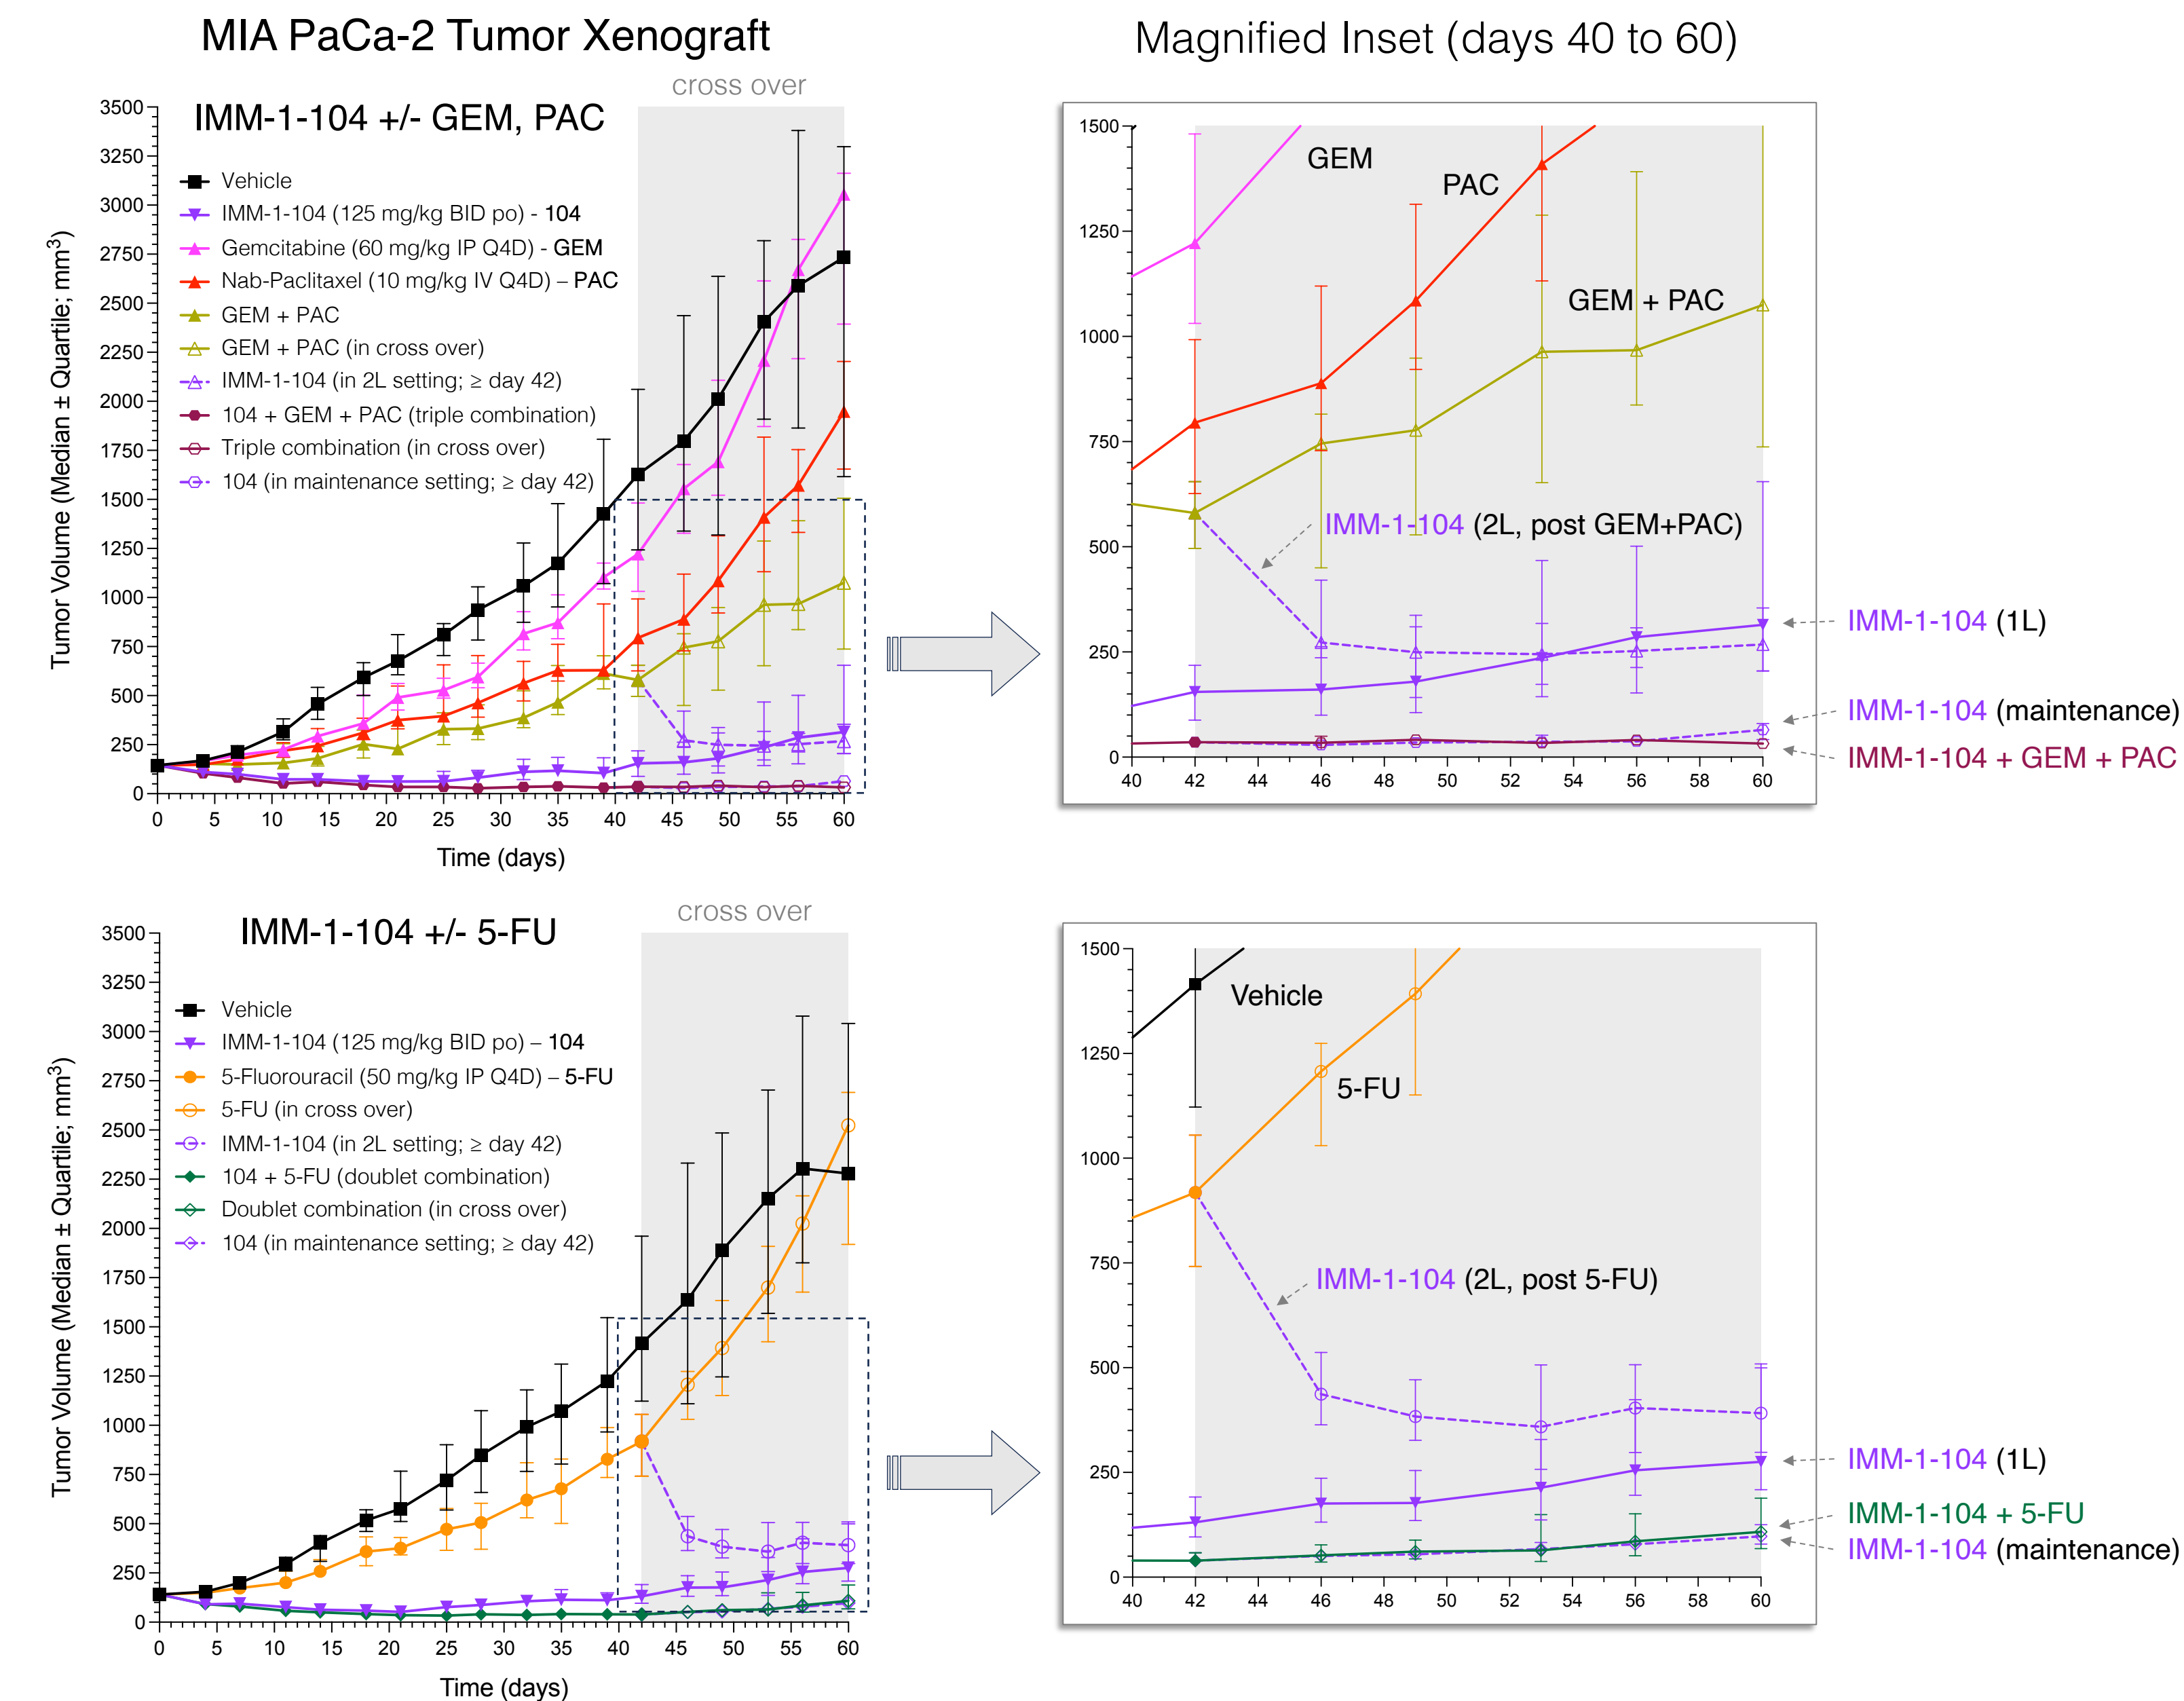 MIA PaCa-2 Tumor Xenograft
Magnified Inset (days 40 to 60)
cross over
IMM-1-104 +/- GEM, PAC
Tumor Volume (Median ± Quartile; mm³)
3500
3250
3000
2750
2500
2250
2000
1750
1500
1250
1000
750
500
250
0
Vehicle
IMM-1-104 (125 mg/kg BID po) - 104
Gemcitabine (60 mg/kg IP Q4D) - GEM
Nab-Paclitaxel (10 mg/kg IV Q4D) – PAC
GEM + PAC
GEM + PAC (in cross over)
IMM-1-104 (in 2L setting; ≥ day 42)
104 + GEM + PAC (triple combination)
Triple combination (in cross over)
104 (in maintenance setting; ≥ day 42)
0 5 10 15 20 25 30 35 40 45 50 55 60
Time (days)
1500
1250
1000
750
500
250
0
GEM
PAC
GEM + PAC
IMM-1-104 (2L, post GEM+PAC)
IMM-1-104 (1L)
IMM-1-104 (maintenance)
IMM-1-104 + GEM + PAC
40 42 44 46 48 50 52 54 56 58 60
cross over
IMM-1-104 +/- 5-FU
Tumor Volume (Median ± Quartile; mm³)
3500
3250
3000
2750
2500
2250
2000
1750
1500
1250
1000
750
500
250
0
Vehicle
IMM-1-104 (125 mg/kg BID po) – 104
5-Fluorouracil (50 mg/kg IP Q4D) – 5-FU
5-FU (in cross over)
IMM-1-104 (in 2L setting; ≥ day 42)
104 + 5-FU (doublet combination)
Doublet combination (in cross over)
104 (in maintenance setting; ≥ day 42)
0 5 10 15 20 25 30 35 40 45 50 55 60
Time (days)
1500
1250
1000
750
500
250
0
Vehicle
5-FU
IMM-1-104 (2L, post 5-FU)
IMM-1-104 (1L)
IMM-1-104 + 5-FU
IMM-1-104 (maintenance)
40 42 44 46 48 50 52 54 56 58 60